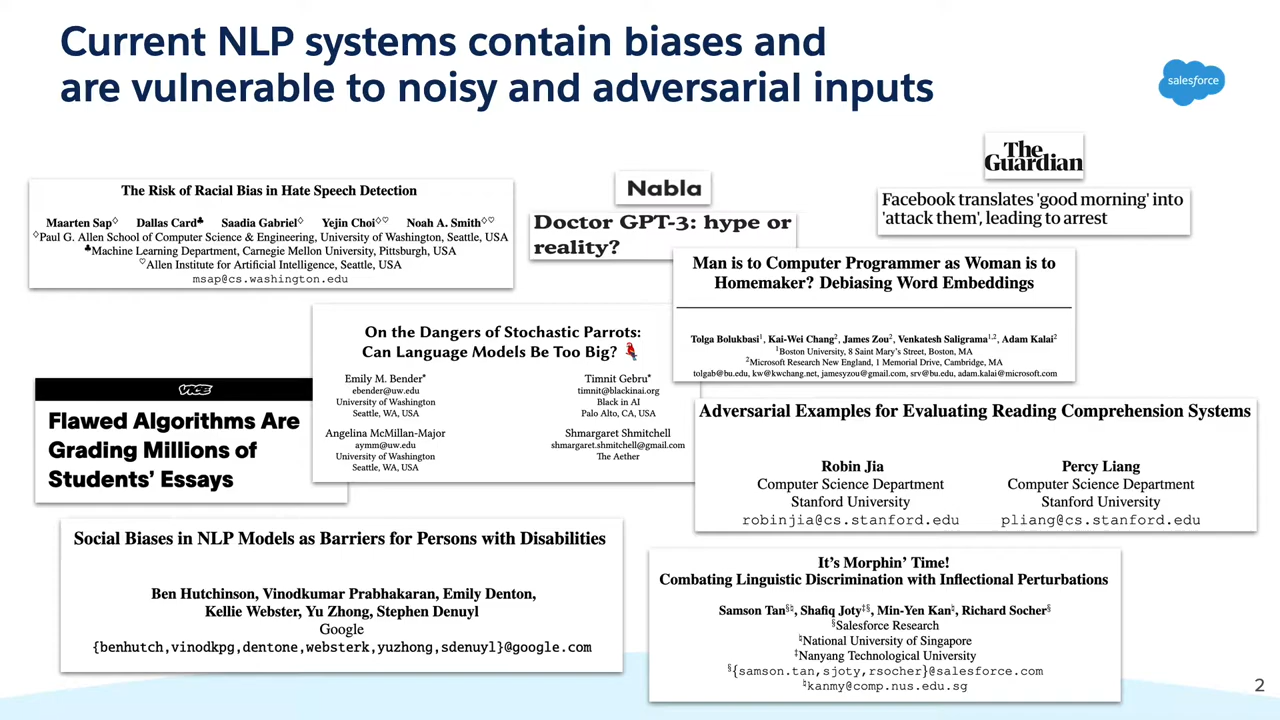 Current NLP systems contain biases and
are vulnerable to noisy and adversarial inputs
salesforce
The Risk of Racial Bias in Hate Speech Detection
Maarten Sap♢ Dallas Card♣ Saadia Gabriel♢ Yejin Choi♢♡ Noah A. Smith♢♡
♢Paul G. Allen School of Computer Science & Engineering, University of Washington, Seattle, USA
♣Machine Learning Department, Carnegie Mellon University, Pittsburgh, USA
♡Allen Institute for Artificial Intelligence, Seattle, USA
msap@cs.washington.edu
Nabla
Doctor GPT-3: hype or
reality?
The
Guardian
Facebook translates 'good morning' into
'attack them', leading to arrest
Man is to Computer Programmer as Woman is to
Homemaker? Debiasing Word Embeddings
Tolga Bolukbasi¹, Kai-Wei Chang², James Zou², Venkatesh Saligrama¹,², Adam Kalai²
¹Boston University, 8 Saint Mary's Street, Boston, MA
²Microsoft Research New England, 1 Memorial Drive, Cambridge, MA
tolgab@bu.edu, kw@kwchang.net, jamesyzou@gmail.com, srv@bu.edu, adam.kalai@microsoft.com
On the Dangers of Stochastic Parrots:
Can Language Models Be Too Big? 🦜
Emily M. Bender*
ebender@uw.edu
University of Washington
Seattle, WA, USA
Timnit Gebru*
timnit@blackinai.org
Black in AI
Palo Alto, CA, USA
Angelina McMillan-Major
aymm@uw.edu
University of Washington
Seattle, WA, USA
Shmargaret Shmitchell
shmargaret.shmitchell@gmail.com
The Aether
VICE
Flawed Algorithms Are
Grading Millions of
Students' Essays
Adversarial Examples for Evaluating Reading Comprehension Systems
Robin Jia
Computer Science Department
Stanford University
robinjia@cs.stanford.edu
Percy Liang
Computer Science Department
Stanford University
pliang@cs.stanford.edu
Social Biases in NLP Models as Barriers for Persons with Disabilities
Ben Hutchinson, Vinodkumar Prabhakaran, Emily Denton,
Kellie Webster, Yu Zhong, Stephen Denuyl
Google
{benhutch,vinodkpg,dentone,websterk,yuzhong,sdenuyl}@google.com
It's Morphin' Time!
Combating Linguistic Discrimination with Inflectional Perturbations
Samson Tan§♮, Shafiq Joty‡§, Min-Yen Kan♮, Richard Socher§
§Salesforce Research
♮National University of Singapore
‡Nanyang Technological University
§{samson.tan,sjoty,rsocher}@salesforce.com
♮kanmy@comp.nus.edu.sg
2